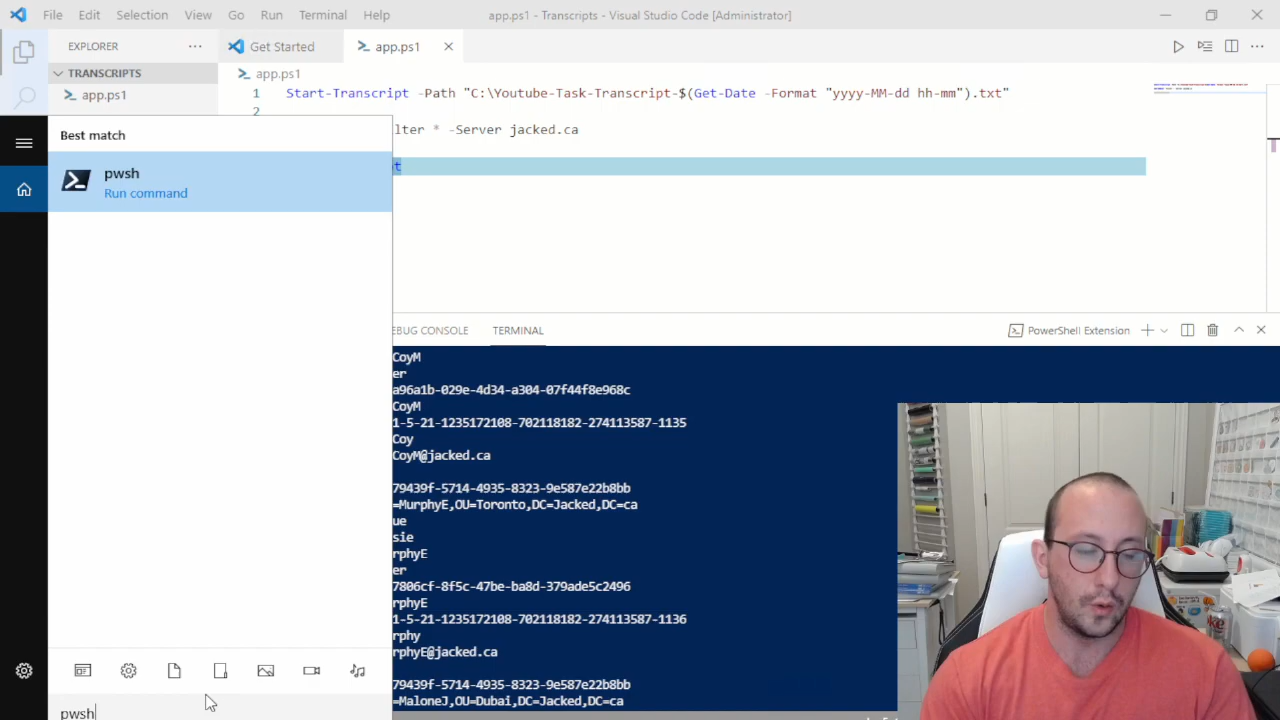 File Edit Selection View Go Run Terminal Help
app.ps1 - Transcripts - Visual Studio Code [Administrator]
EXPLORER
Get Started
app.ps1
TRANSCRIPTS
app.ps1
app.ps1
1 Start-Transcript -Path "C:\Vendre-Task-Transcript-$(Get-Date -Format "yyyy-MM-dd hh-mm").txt"
2
lter * -Server jacked.ca
t
Best match
pwsh
Run command
EBUG CONSOLE TERMINAL
PowerShell Extension
CoyM
er
a96a1b-029e-4d34-a304-07f44f8e968c
CoyM
1-5-21-1235172108-702118182-274113587-1135
Coy
CoyM@jacked.ca
79439f-5714-4935-8323-9e587e22b8bb
=MurphyE,OU=Toronto,DC=Jacked,DC=ca
ue
sie
rphyE
er
7806cf-8f5c-47be-ba8d-379ade5c2496
rphyE
1-5-21-1235172108-702118182-274113587-1136
rphy
rphyE@jacked.ca
79439f-5714-4935-8323-9e587e22b8bb
=MaloneJ,OU=Dubai,DC=Jacked,DC=ca
pwsh